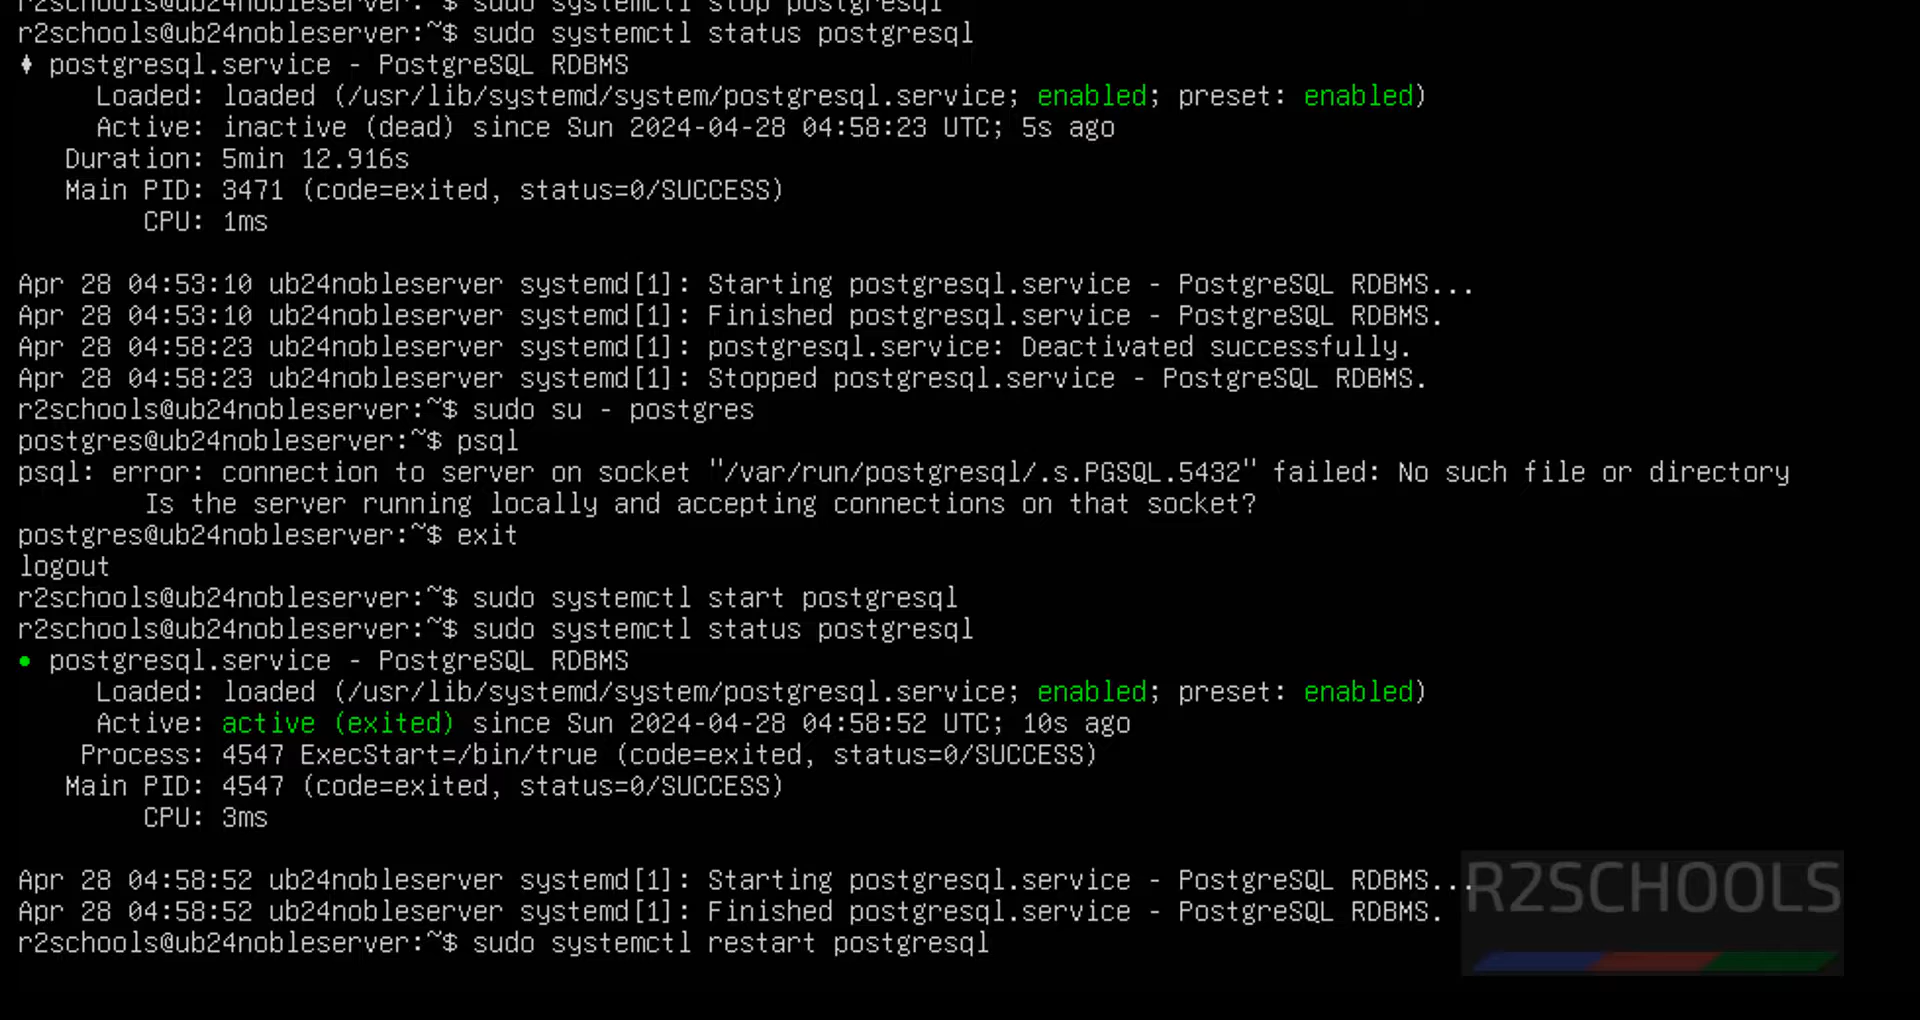 r2schools@ub24nobleserver:~$ sudo systemctl stop postgresql
r2schools@ub24nobleserver:~$ sudo systemctl status postgresql
♦ postgresql.service - PostgreSQL RDBMS
     Loaded: loaded (/usr/lib/systemd/system/postgresql.service; enabled; preset: enabled)
     Active: inactive (dead) since Sun 2024-04-28 04:58:23 UTC; 5s ago
   Duration: 5min 12.916s
   Main PID: 3471 (code=exited, status=0/SUCCESS)
        CPU: 1ms
Apr 28 04:53:10 ub24nobleserver systemd[1]: Starting postgresql.service - PostgreSQL RDBMS...
Apr 28 04:53:10 ub24nobleserver systemd[1]: Finished postgresql.service - PostgreSQL RDBMS.
Apr 28 04:58:23 ub24nobleserver systemd[1]: postgresql.service: Deactivated successfully.
Apr 28 04:58:23 ub24nobleserver systemd[1]: Stopped postgresql.service - PostgreSQL RDBMS.
r2schools@ub24nobleserver:~$ sudo su - postgres
postgres@ub24nobleserver:~$ psql
psql: error: connection to server on socket "/var/run/postgresql/.s.PGSQL.5432" failed: No such file or directory
        Is the server running locally and accepting connections on that socket?
postgres@ub24nobleserver:~$ exit
logout
r2schools@ub24nobleserver:~$ sudo systemctl start postgresql
r2schools@ub24nobleserver:~$ sudo systemctl status postgresql
● postgresql.service - PostgreSQL RDBMS
     Loaded: loaded (/usr/lib/systemd/system/postgresql.service; enabled; preset: enabled)
     Active: active (exited) since Sun 2024-04-28 04:58:52 UTC; 10s ago
    Process: 4547 ExecStart=/bin/true (code=exited, status=0/SUCCESS)
   Main PID: 4547 (code=exited, status=0/SUCCESS)
        CPU: 3ms
Apr 28 04:58:52 ub24nobleserver systemd[1]: Starting postgresql.service - PostgreSQL RDBMS...
Apr 28 04:58:52 ub24nobleserver systemd[1]: Finished postgresql.service - PostgreSQL RDBMS.
r2schools@ub24nobleserver:~$ sudo systemctl restart postgresql
R2SCHOOLS